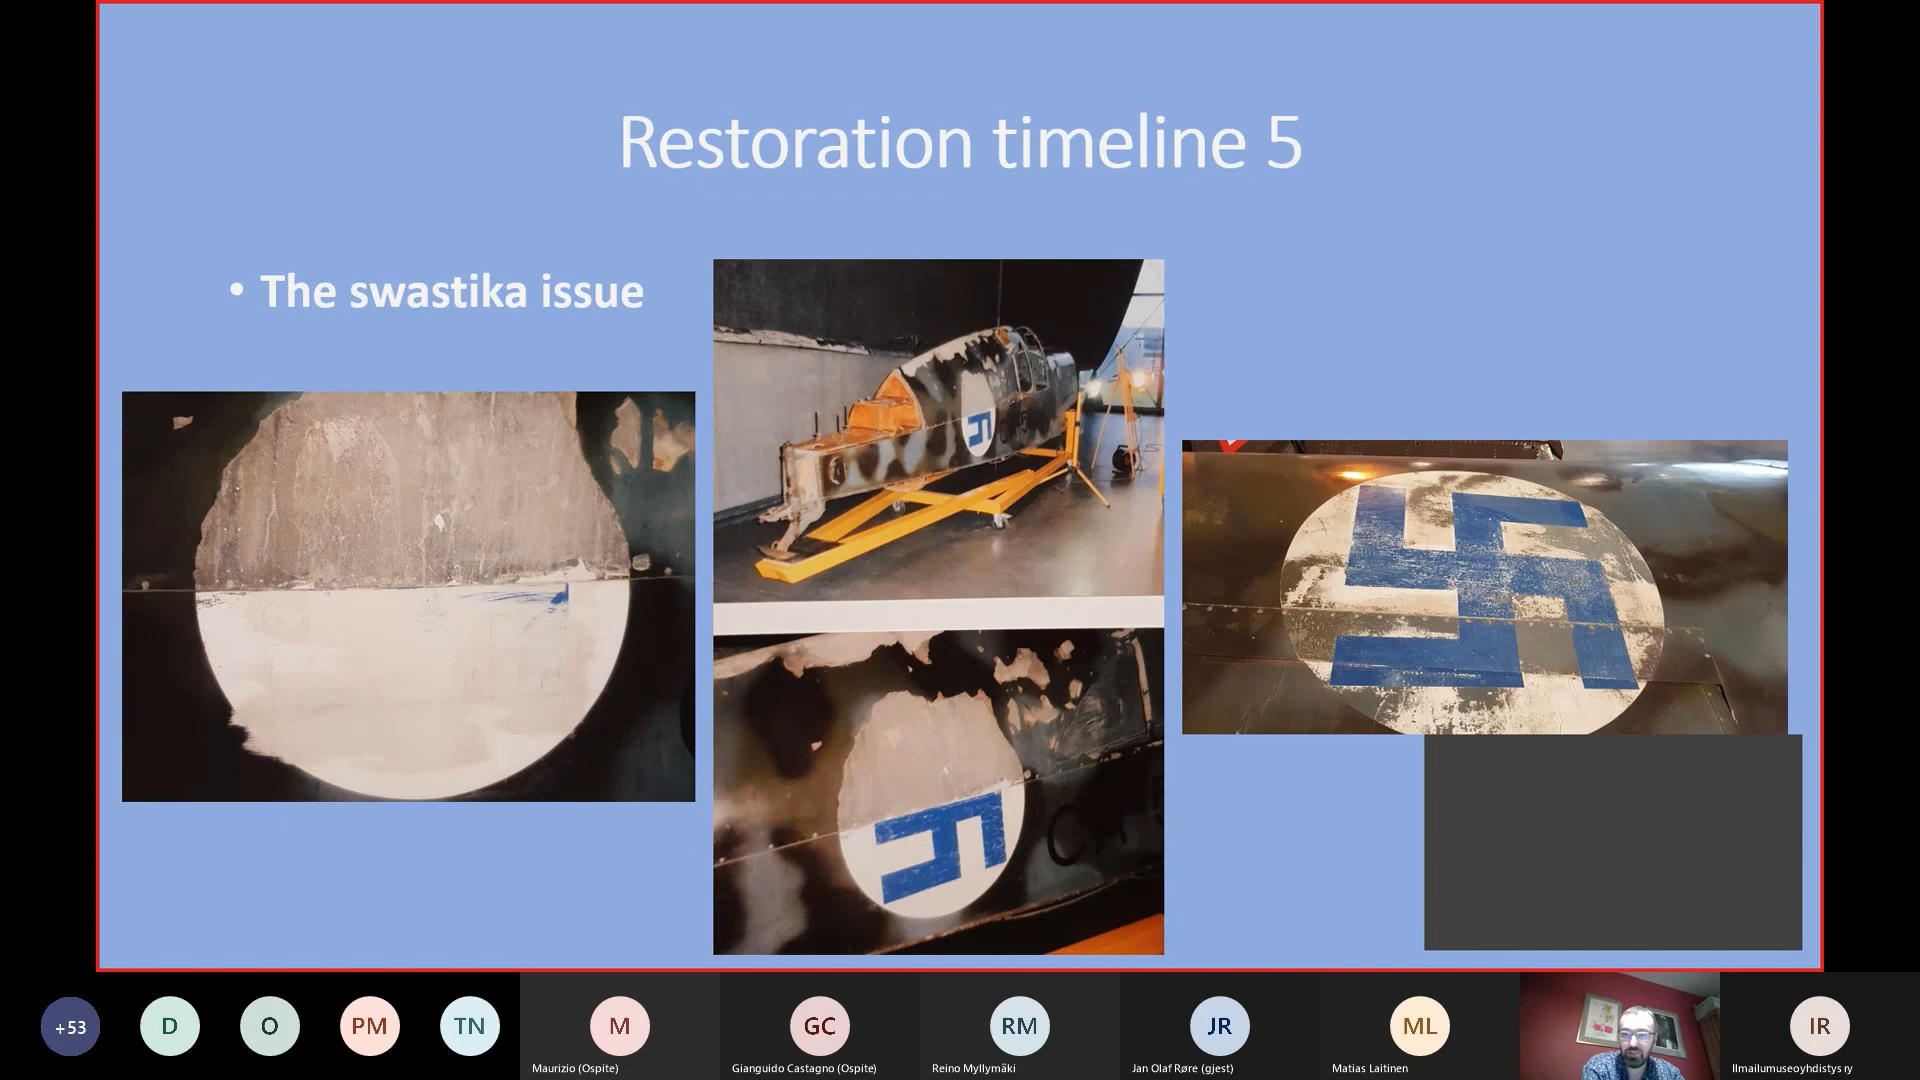 Restoration timeline 5
• The swastika issue
+53
D
O
PM
TN
M
Maurizio (Ospite)
GC
Gianguido Castagno (Ospite)
RM
Reino Myllymäki
JR
Jan Olaf Røre (gjest)
ML
Matias Laitinen
IR
Ilmailumuseoyhdistys ry